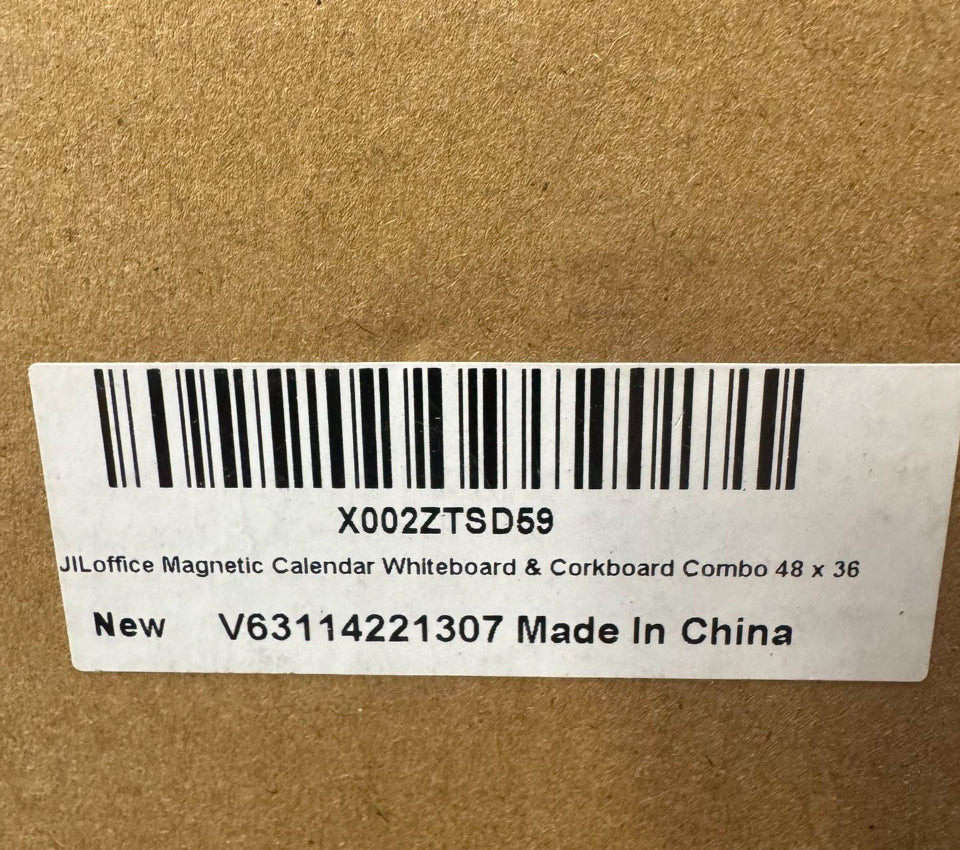 X002ZTSD59
JILoffice Magnetic Calendar Whiteboard & Corkboard Combo 48 x 36
New V63114221307 Made In China